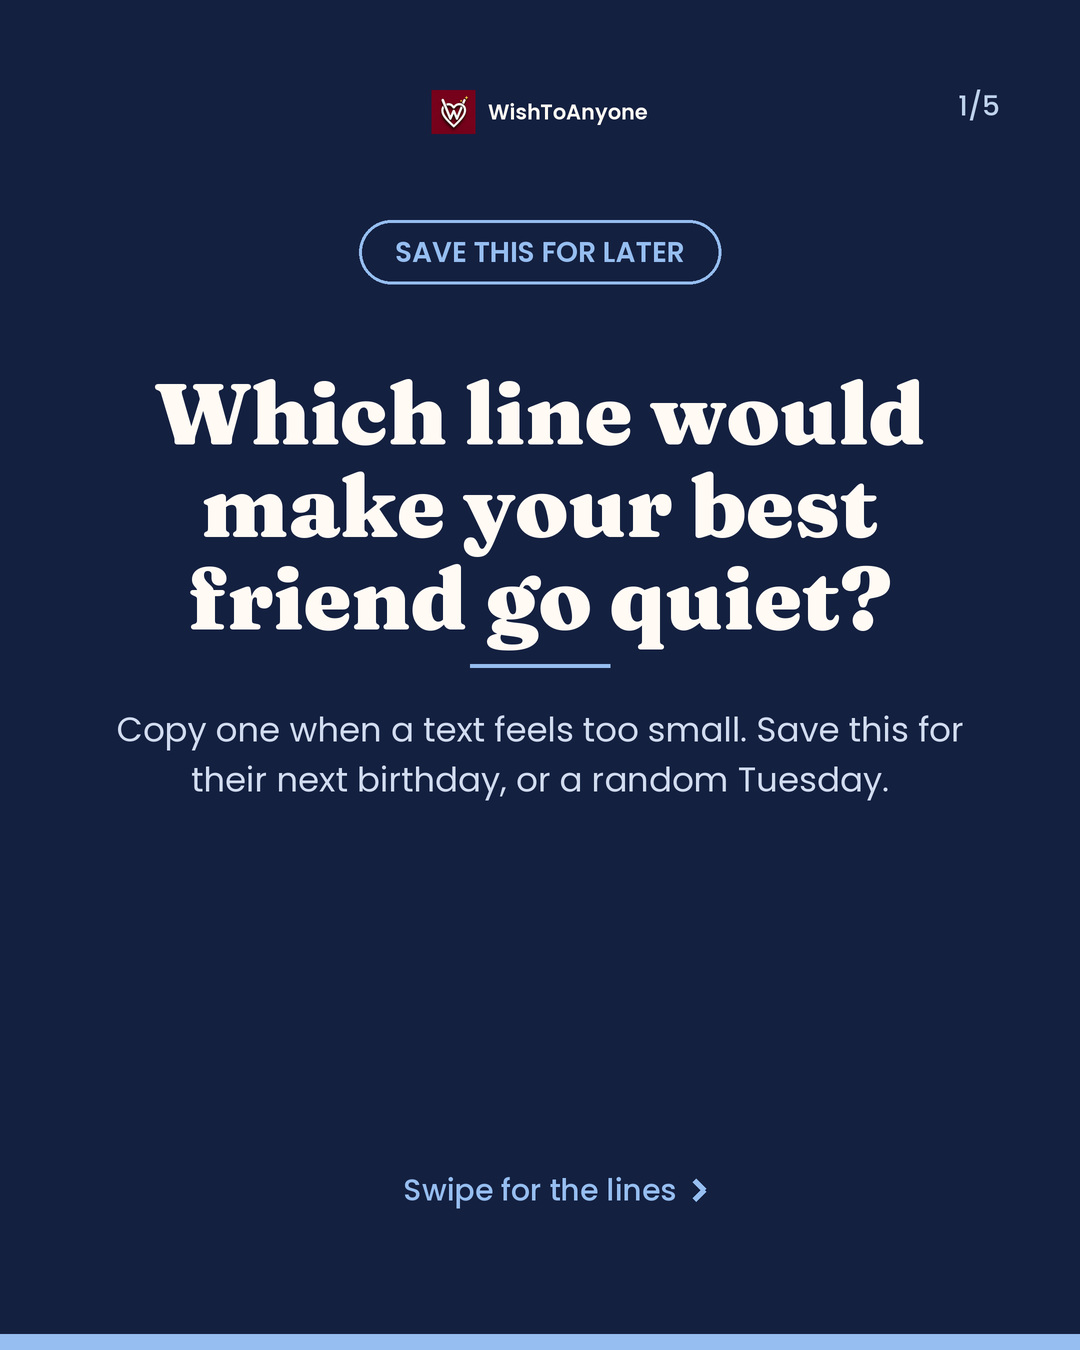 WishToAnyone
1/5
SAVE THIS FOR LATER
Which line would
make your best
friend go quiet?
Copy one when a text feels too small. Save this for
their next birthday, or a random Tuesday.
Swipe for the lines